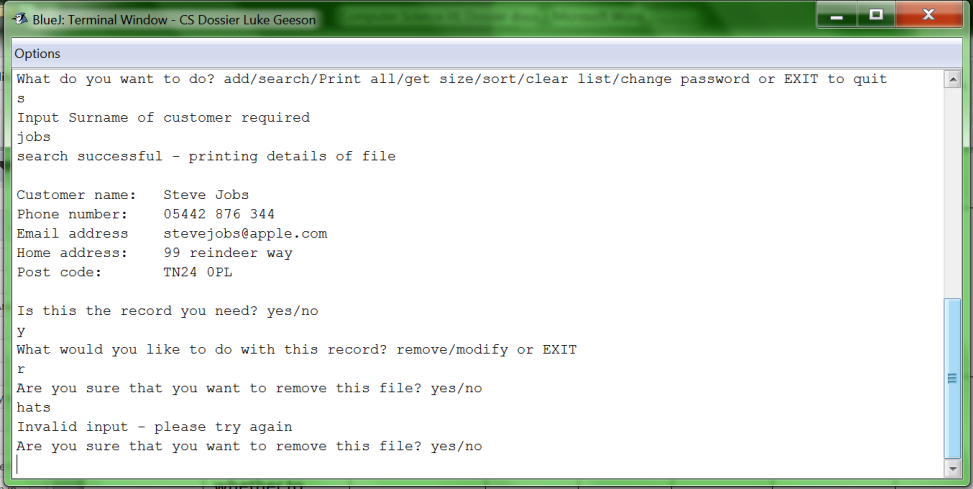 BlueJ: Terminal Window - CS Dossier Luke Geeson
Options
What do you want to do? add/search/Print all/get size/sort/clear list/change password or EXIT to quit
s
Input Surname of customer required
jobs
search successful - printing details of file
Customer name: Steve Jobs
Phone number: 05442 876 344
Email address stevejobs@apple.com
Home address: 99 reindeer way
Post code: TN24 0PL
Is this the record you need? yes/no
y
What would you like to do with this record? remove/modify or EXIT
r
Are you sure that you want to remove this file? yes/no
hats
Invalid input - please try again
Are you sure that you want to remove this file? yes/no